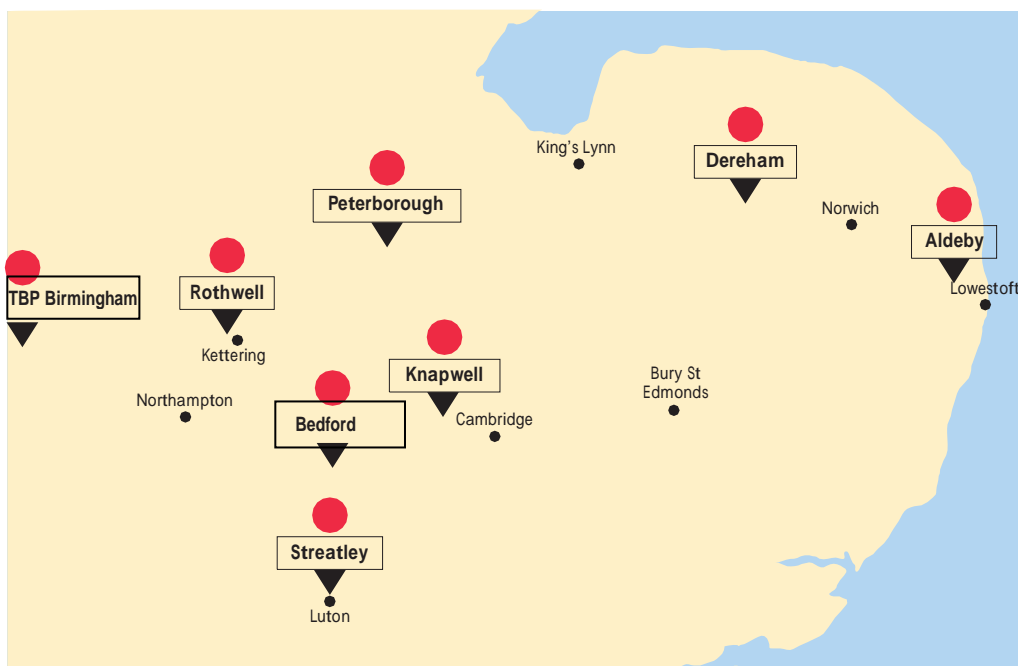 King's Lynn
Dereham
Peterborough
Norwich
Aldeby
TBP Birmingham
Rothwell
Lowestoft
Kettering
Knapwell
Bury St
Edmonds
Northampton
Bedford
Cambridge
Streatley
Luton